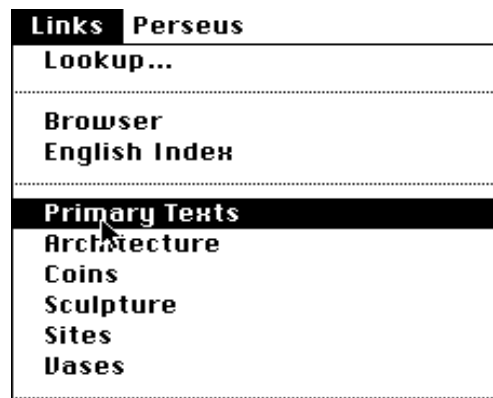 Links Perseus
Lookup...
Browser
English Index
Primary Texts
Architecture
Coins
Sculpture
Sites
Vases